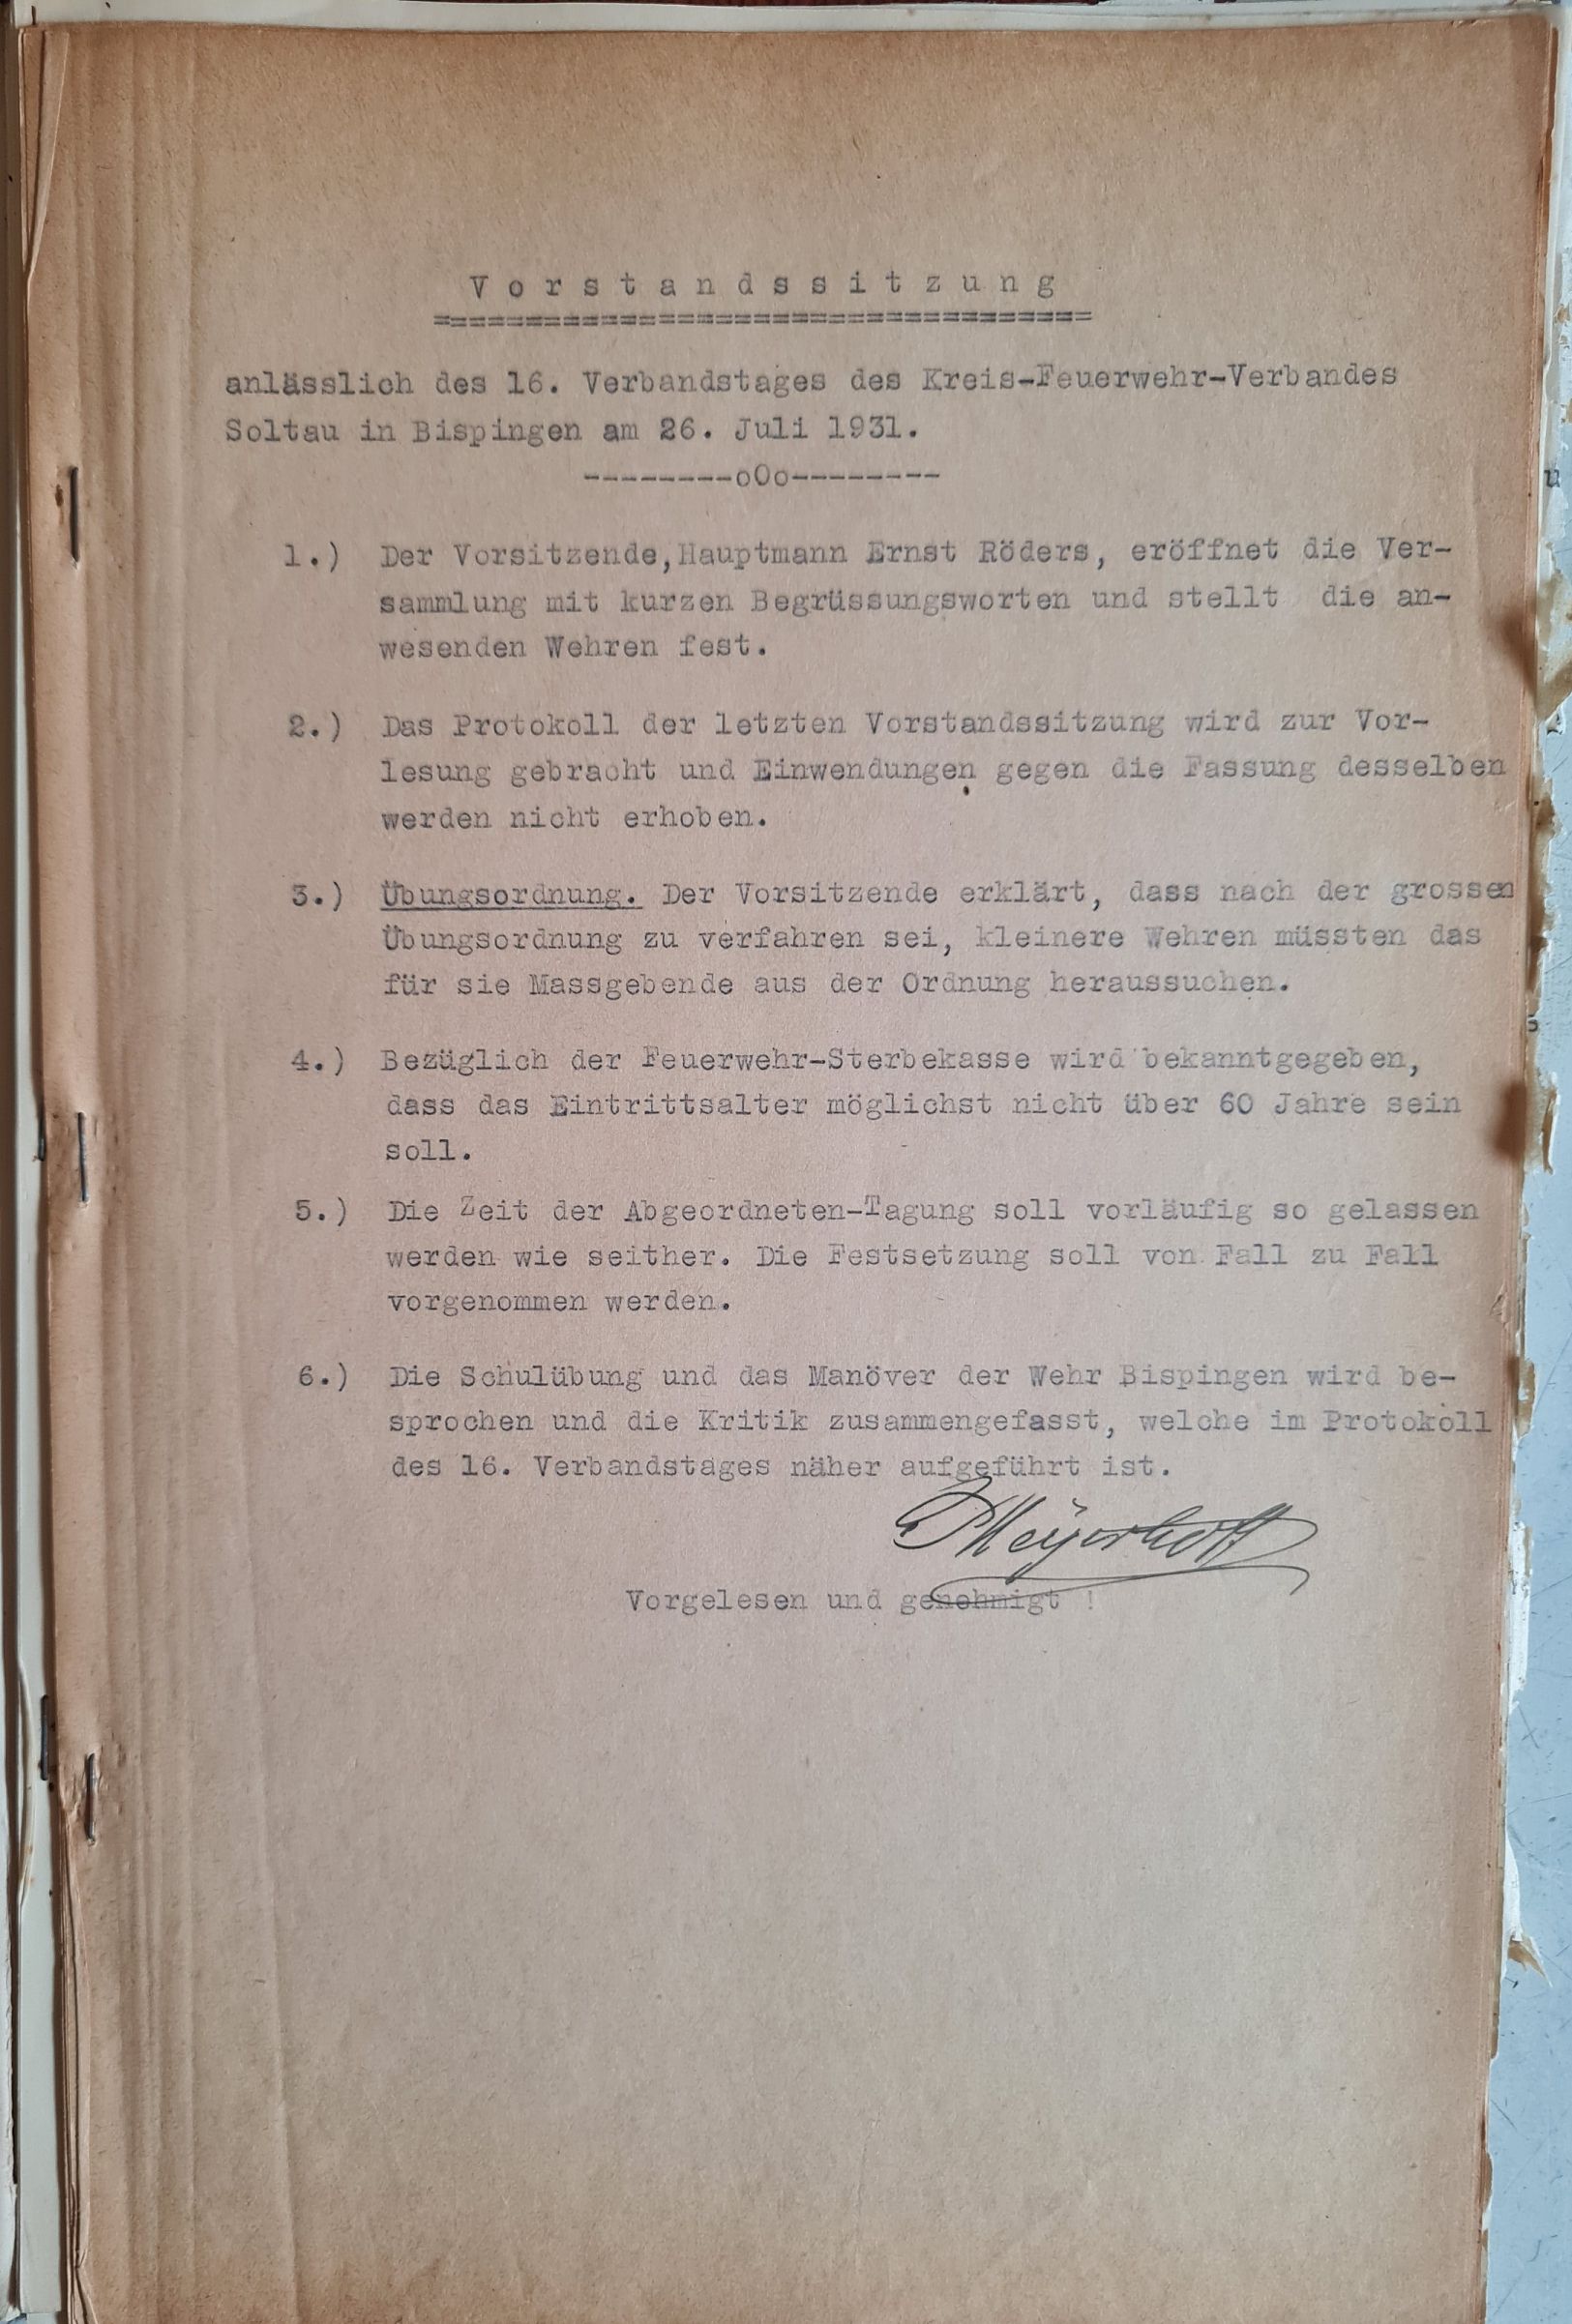 Vorstandssitzung
=====================================
anlässlich des 16. Verbandstages des Kreis-Feuerwehr-Verbandes
Soltau in Bispingen am 26. Juli 1931.
--------oOo--------
1.) Der Vorsitzende,Hauptmann Ernst Röders, eröffnet die Ver-
sammlung mit kurzen Begrüssungsworten und stellt die an-
wesenden Wehren fest.
2.) Das Protokoll der letzten Vorstandssitzung wird zur Vor-
lesung gebracht und Einwendungen gegen die Fassung desselben
werden nicht erhoben.
3.) Übungsordnung. Der Vorsitzende erklärt, dass nach der grossen
Übungsordnung zu verfahren sei, kleinere Wehren müssten das
für sie Massgebende aus der Ordnung heraussuchen.
4.) Bezüglich der Feuerwehr-Sterbekasse wird bekanntgegeben,
dass das Eintrittsalter möglichst nicht über 60 Jahre sein
soll.
5.) Die Zeit der Abgeordneten-Tagung soll vorläufig so gelassen
werden wie seither. Die Festsetzung soll von Fall zu Fall
vorgenommen werden.
6.) Die Schulübung und das Manöver der Wehr Bispingen wird be-
sprochen und die Kritik zusammengefasst, welche im Protokoll
des 16. Verbandstages näher aufgeführt ist.
Meyerhoff
Vorgelesen und genehmigt !